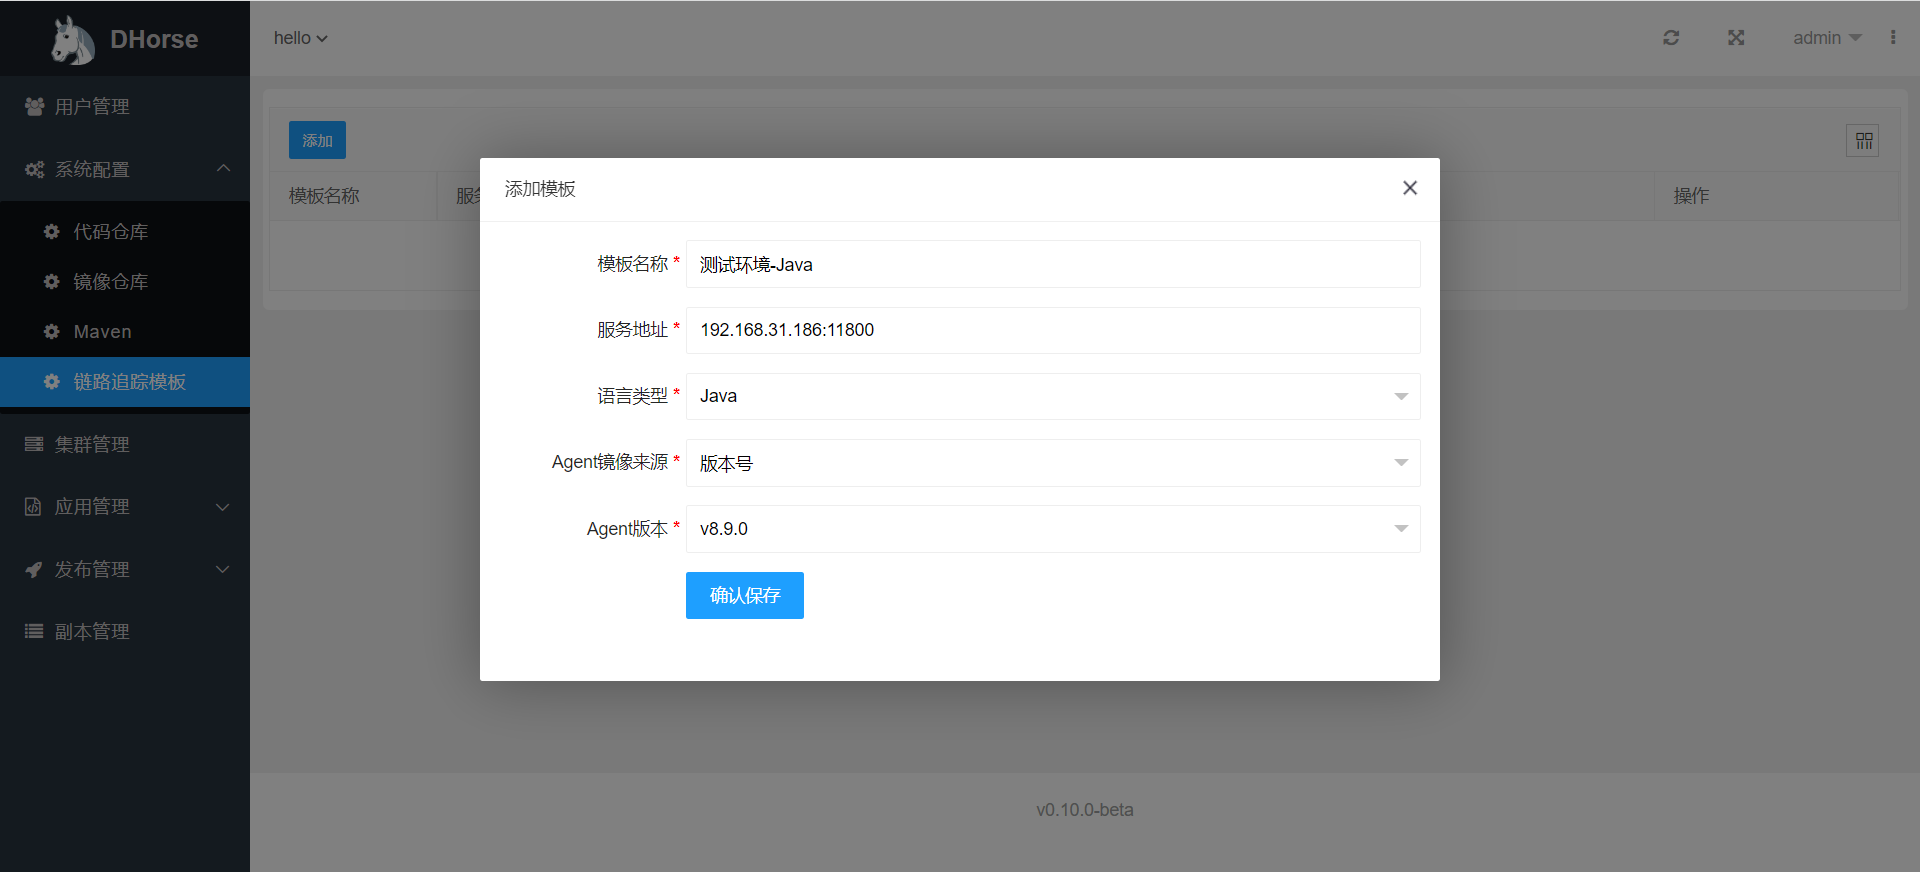 DHorse
hello
admin
用户管理
系统配置
代码仓库
镜像仓库
Maven
链路追踪模板
集群管理
应用管理
发布管理
副本管理
添加
模板名称
操作
添加模板
模板名称 * 测试环境-Java
服务地址 * 192.168.31.186:11800
语言类型 * Java
Agent镜像来源 * 版本号
Agent版本 * v8.9.0
确认保存
v0.10.0-beta